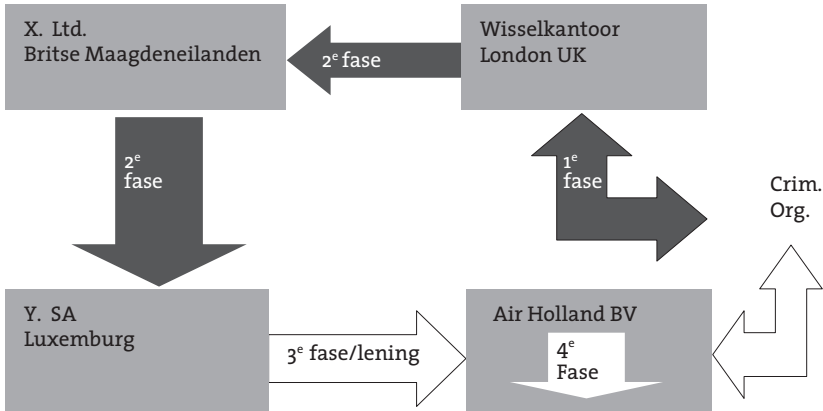 X. Ltd.
Britse Maagdeneilanden
Wisselkantoor
London UK
2e fase
2e
fase
1e
fase
Crim.
Org.
Y. SA
Luxemburg
3e fase/lening
Air Holland BV
4e
Fase